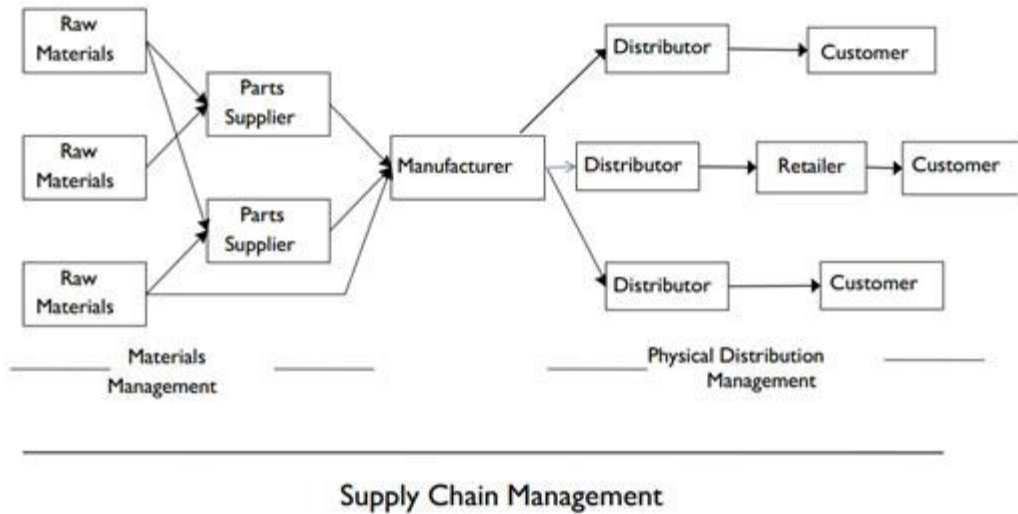 Raw
Materials
Parts
Supplier
Raw
Materials
Parts
Supplier
Raw
Materials
Manufacturer
Distributor
Customer
Distributor
Retailer
Customer
Distributor
Customer
Materials
Management
Physical Distribution
Management
Supply Chain Management